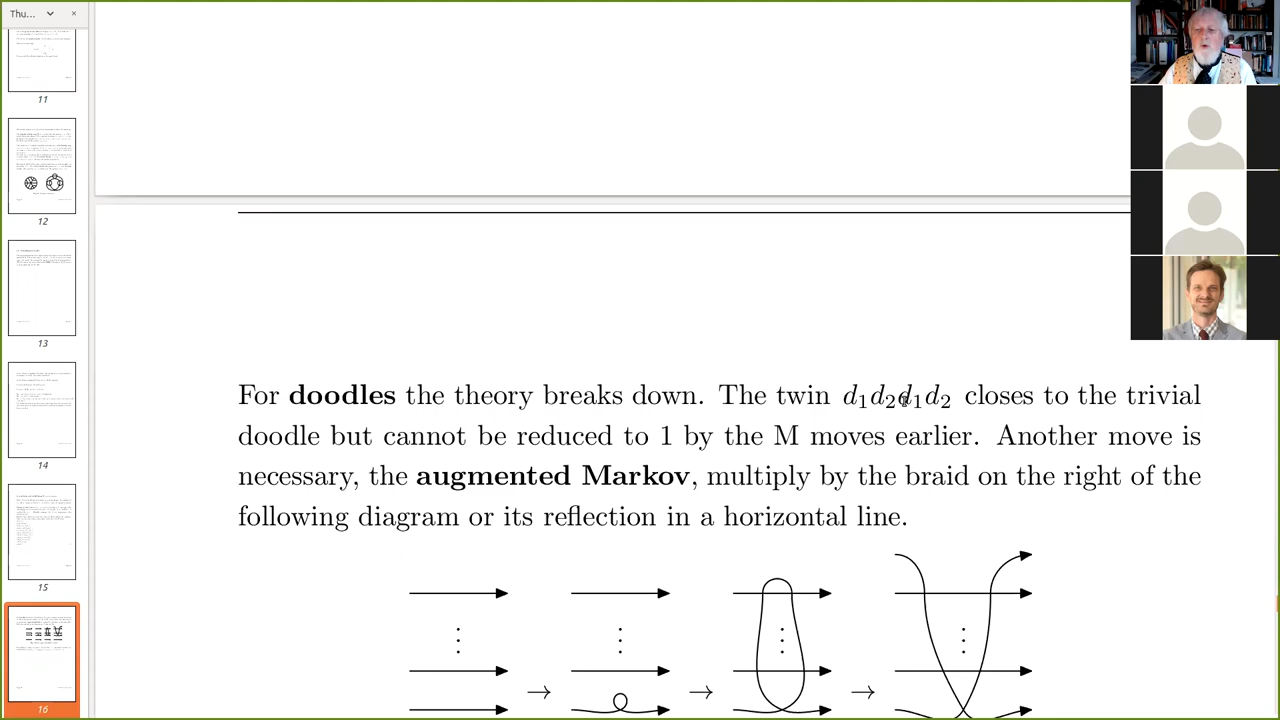 Thu...
11
12
13
14
15
16
For doodles the theory breaks down. The twin d₁d₂d₁d₂ closes to the trivial
doodle but cannot be reduced to 1 by the M moves earlier. Another move is
necessary, the augmented Markov, multiply by the braid on the right of the
following diagram or its reflection in a horizontal line.